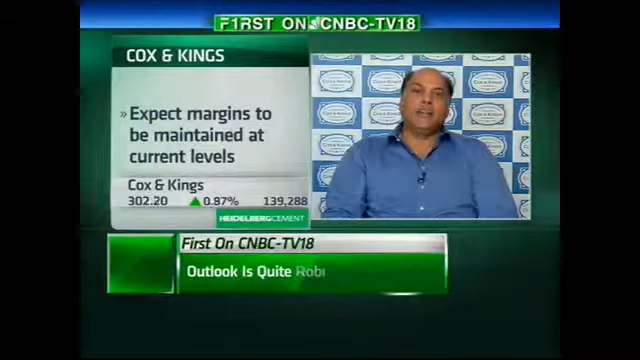 F1RST ON CNBC-TV18
COX & KINGS
» Expect margins to
be maintained at
current levels
Cox & Kings
302.20 ▲ 0.87% 139,288
HEIDELBERGCEMENT
First On CNBC-TV18
Outlook Is Quite Robu